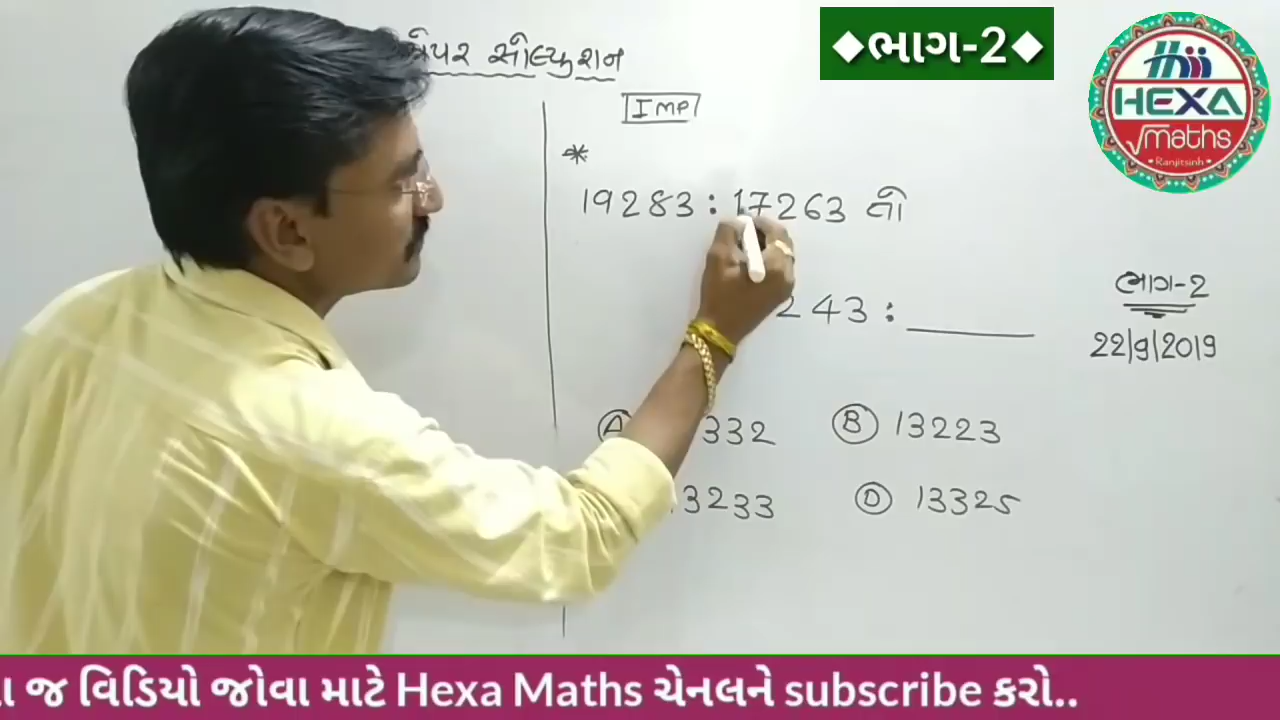 પેપર સોલ્યુશન
◆ભાગ-2◆
HEXA
maths
Ranjitsinh
IMP
*
19283 : 17263 તો
243 : ______
ભાગ-2
22/9/2019
A 332
B 13223
3233
D 13325
જ વિડિયો જોવા માટે Hexa Maths ચેનલને subscribe કરો..